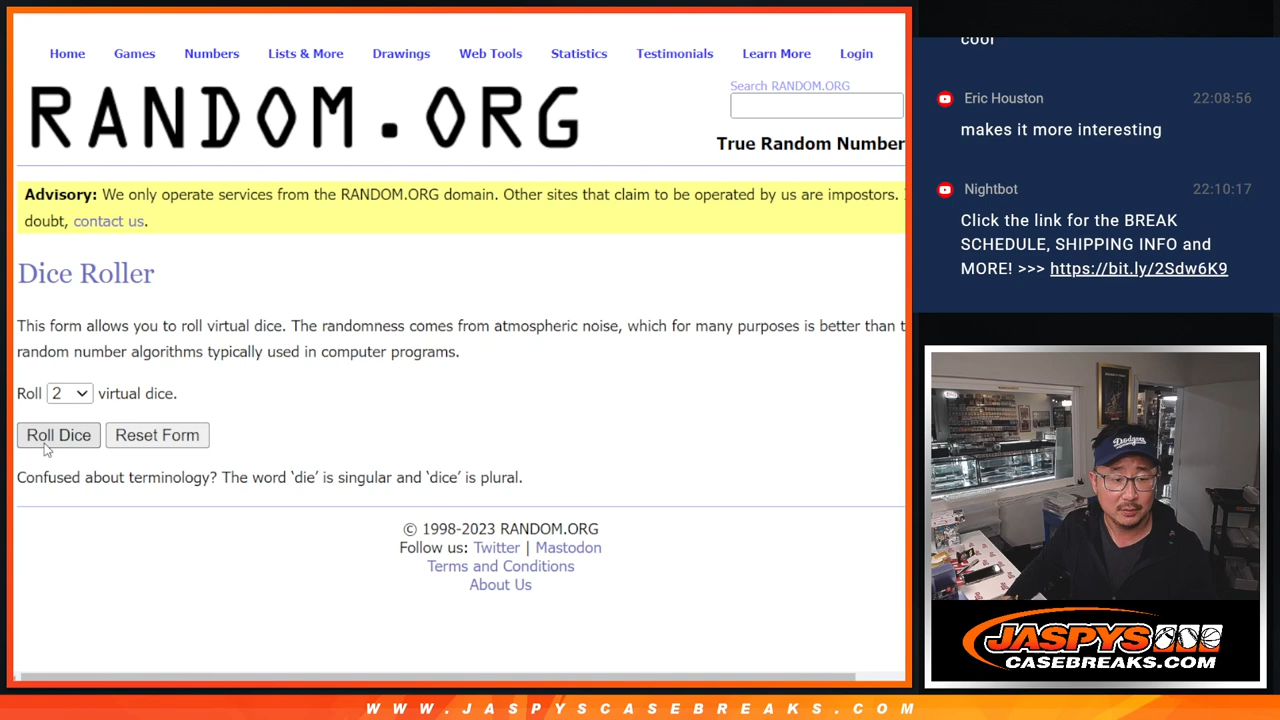 Home Games Numbers Lists & More Drawings Web Tools Statistics Testimonials Learn More Login
RANDOM.ORG
Search RANDOM.ORG
True Random Number
Advisory: We only operate services from the RANDOM.ORG domain. Other sites that claim to be operated by us are impostors.
doubt, contact us.
Dice Roller
This form allows you to roll virtual dice. The randomness comes from atmospheric noise, which for many purposes is better than t
random number algorithms typically used in computer programs.
Roll 2 virtual dice.
Roll Dice Reset Form
Confused about terminology? The word ‘die’ is singular and ‘dice’ is plural.
© 1998-2023 RANDOM.ORG
Follow us: Twitter | Mastodon
Terms and Conditions
About Us
cool
Eric Houston 22:08:56
makes it more interesting
Nightbot 22:10:17
Click the link for the BREAK
SCHEDULE, SHIPPING INFO and
MORE! >>> https://bit.ly/2Sdw6K9
Dodgers
JASPYS
CASEBREAKS.COM
WWW.JASPYSCASEBREAKS.COM